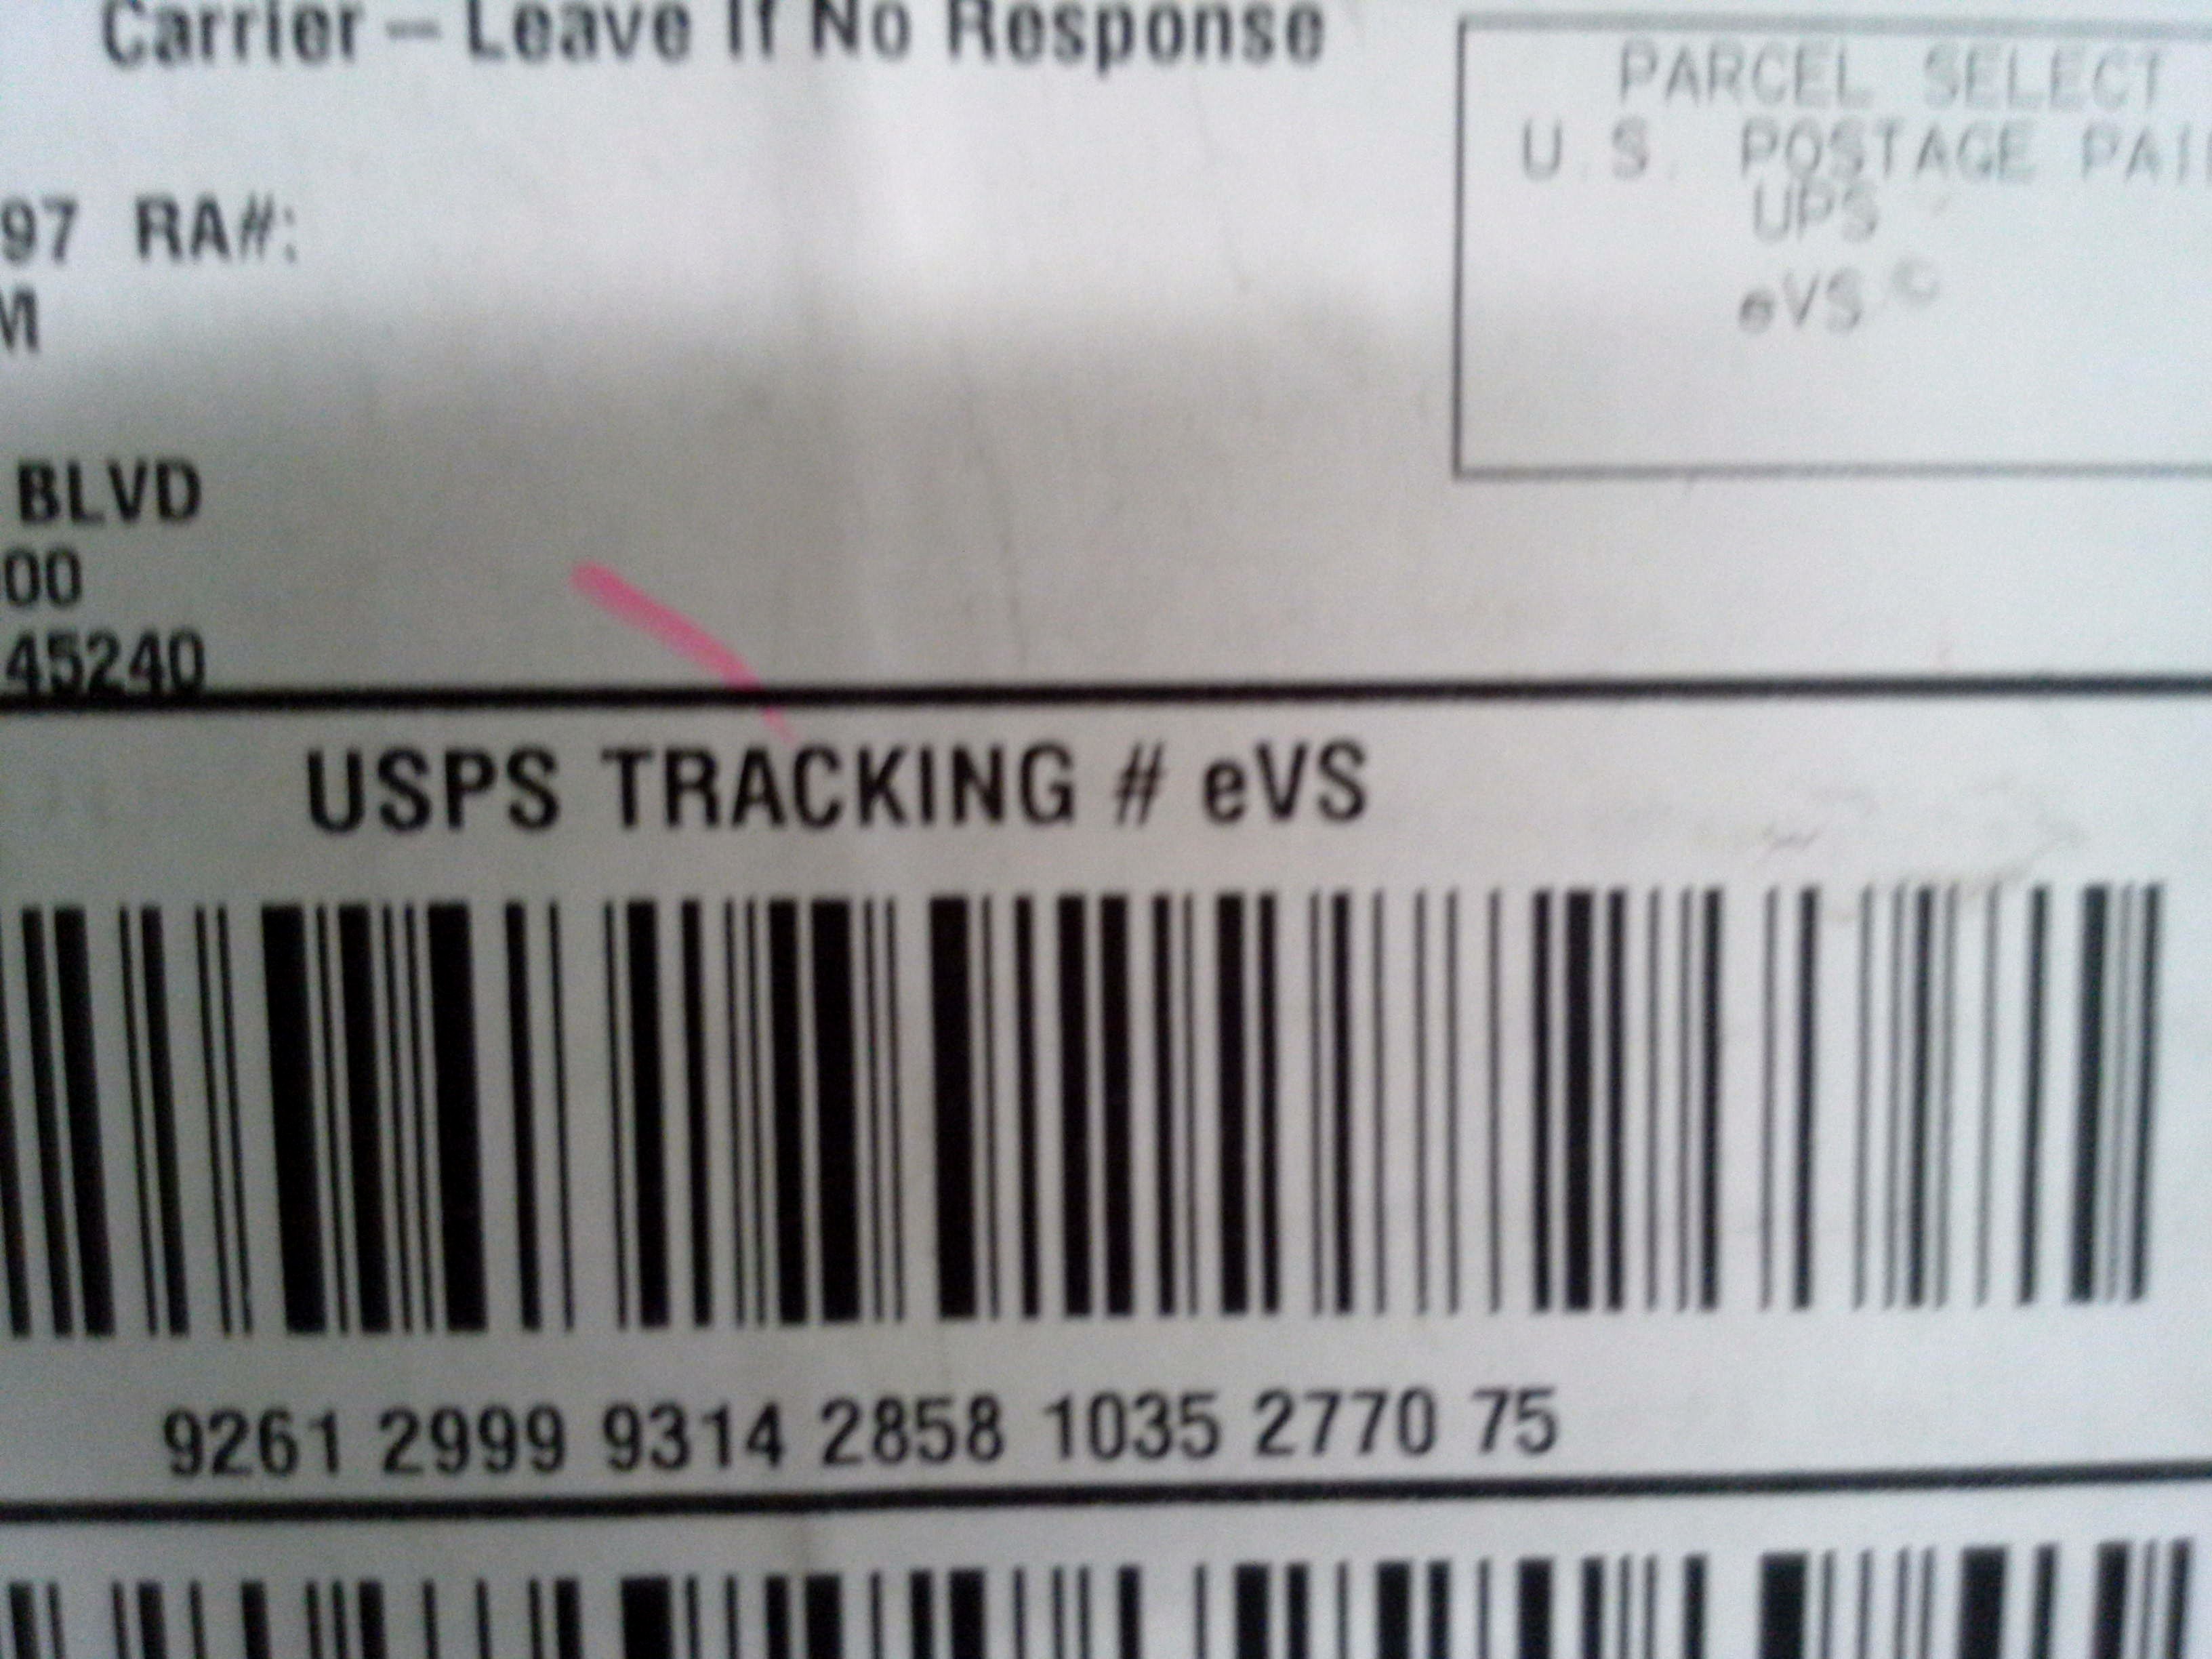 Carrier – Leave If No Response
PARCEL SELECT
U.S. POSTAGE PAI
UPS
eVS ©
97 RA#:
M
BLVD
00
45240
USPS TRACKING # eVS
9261 2999 9314 2858 1035 2770 75